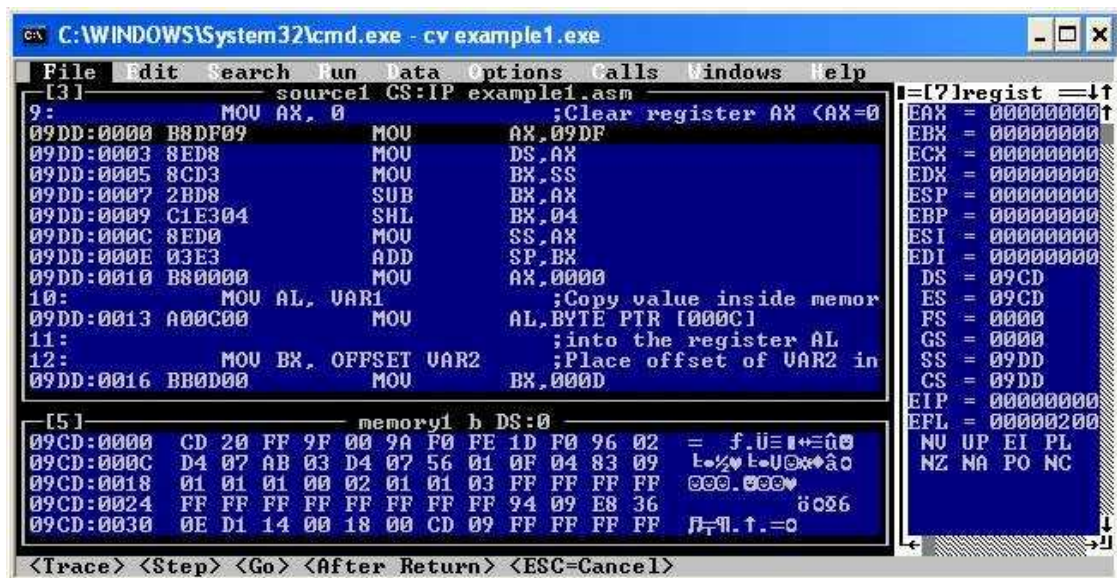 C:\WINDOWS\System32\cmd.exe - cv example1.exe
File Edit Search Run Data Options Calls Windows Help
[3] source1 CS:IP example1.asm
9: MOV AX, 0 ;Clear register AX (AX=0
09DD:0000 B8DF09 MOV AX,09DF
09DD:0003 8ED8 MOV DS,AX
09DD:0005 8CD3 MOV BX,SS
09DD:0007 2BD8 SUB BX,AX
09DD:0009 C1E304 SHL BX,04
09DD:000C 8ED0 MOV SS,AX
09DD:000E 03E3 ADD SP,BX
09DD:0010 B80000 MOV AX,0000
10: MOV AL, VAR1 ;Copy value inside memor
09DD:0013 A00C00 MOV AL,BYTE PTR [000C]
11: ;into the register AL
12: MOV BX, OFFSET VAR2 ;Place offset of VAR2 in
09DD:0016 BB0D00 MOV BX,000D
[5] memory1 b DS:0
09CD:0000 CD 20 FF 9F 00 9A F0 FE 1D F0 96 02
09CD:000C D4 07 AB 03 D4 07 56 01 0F 04 83 09
09CD:0018 01 01 01 00 02 01 01 03 FF FF FF FF
09CD:0024 FF FF FF FF FF FF FF FF 94 09 E8 36
09CD:0030 0E D1 14 00 18 00 CD 09 FF FF FF FF
[7]regist
EAX = 00000000
EBX = 00000000
ECX = 00000000
EDX = 00000000
ESP = 00000000
EBP = 00000000
ESI = 00000000
EDI = 00000000
DS = 09CD
ES = 09CD
FS = 0000
GS = 0000
SS = 09DD
CS = 09DD
EIP = 00000000
EFL = 00000200
NV UP EI PL
NZ NA PO NC
<Trace> <Step> <Go> <After Return> <ESC=Cancel>